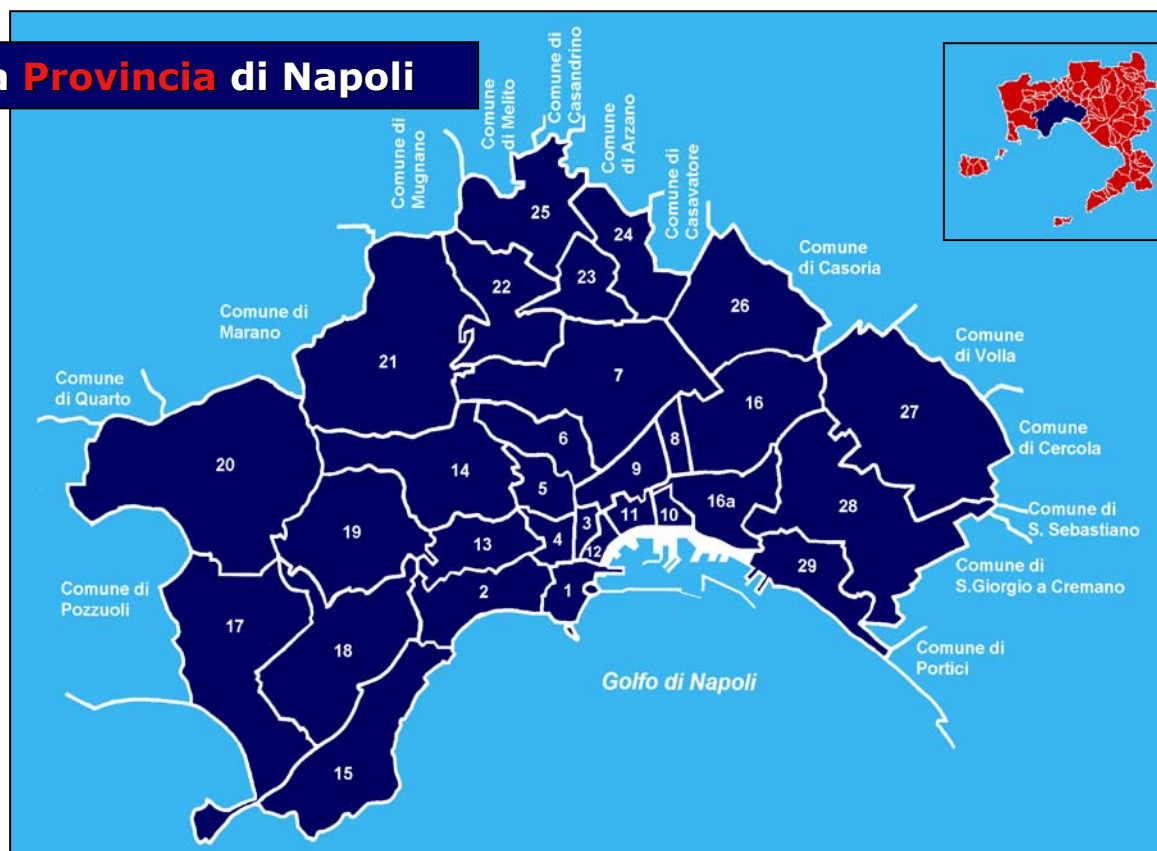 a Provincia di Napoli
Comune di
Casandrino
Comune
di Melito
Comune
di Arzano
Comune di
Mugnano
Comune di
Casavatore
Comune
di Casoria
Comune di
Marano
Comune
di Volla
Comune
di Quarto
Comune
di Cercola
Comune di
S. Sebastiano
Comune di
S.Giorgio a Cremano
Comune di
Pozzuoli
Comune di
Portici
Golfo di Napoli
25
24
23
22
26
21
7
16
27
6
8
20
14
9
5
16a
28
19
3
11
10
13
4
12
29
2
1
17
18
15